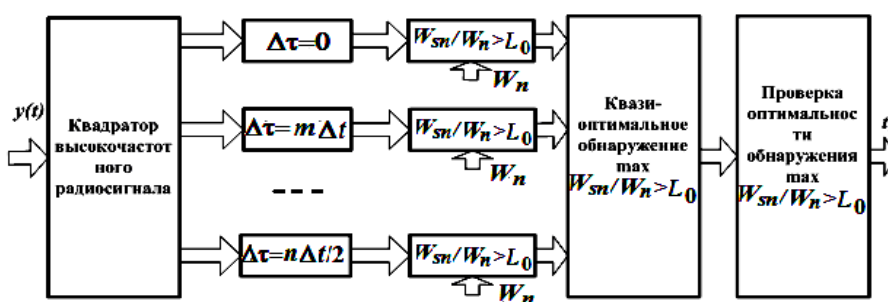 y(t)
Квадратор
высокочастот
ного
радиосигнала
Δτ=0
W_sn/W_n>L_0
W_n
Δτ=mΔt
W_sn/W_n>L_0
W_n
Δτ=nΔt/2
W_sn/W_n>L_0
W_n
Квази-
оптимальное
обнаружение
max
W_sn/W_n>L_0
Проверка
оптимальнос
ти
обнаружения
max
W_sn/W_n>L_0
t